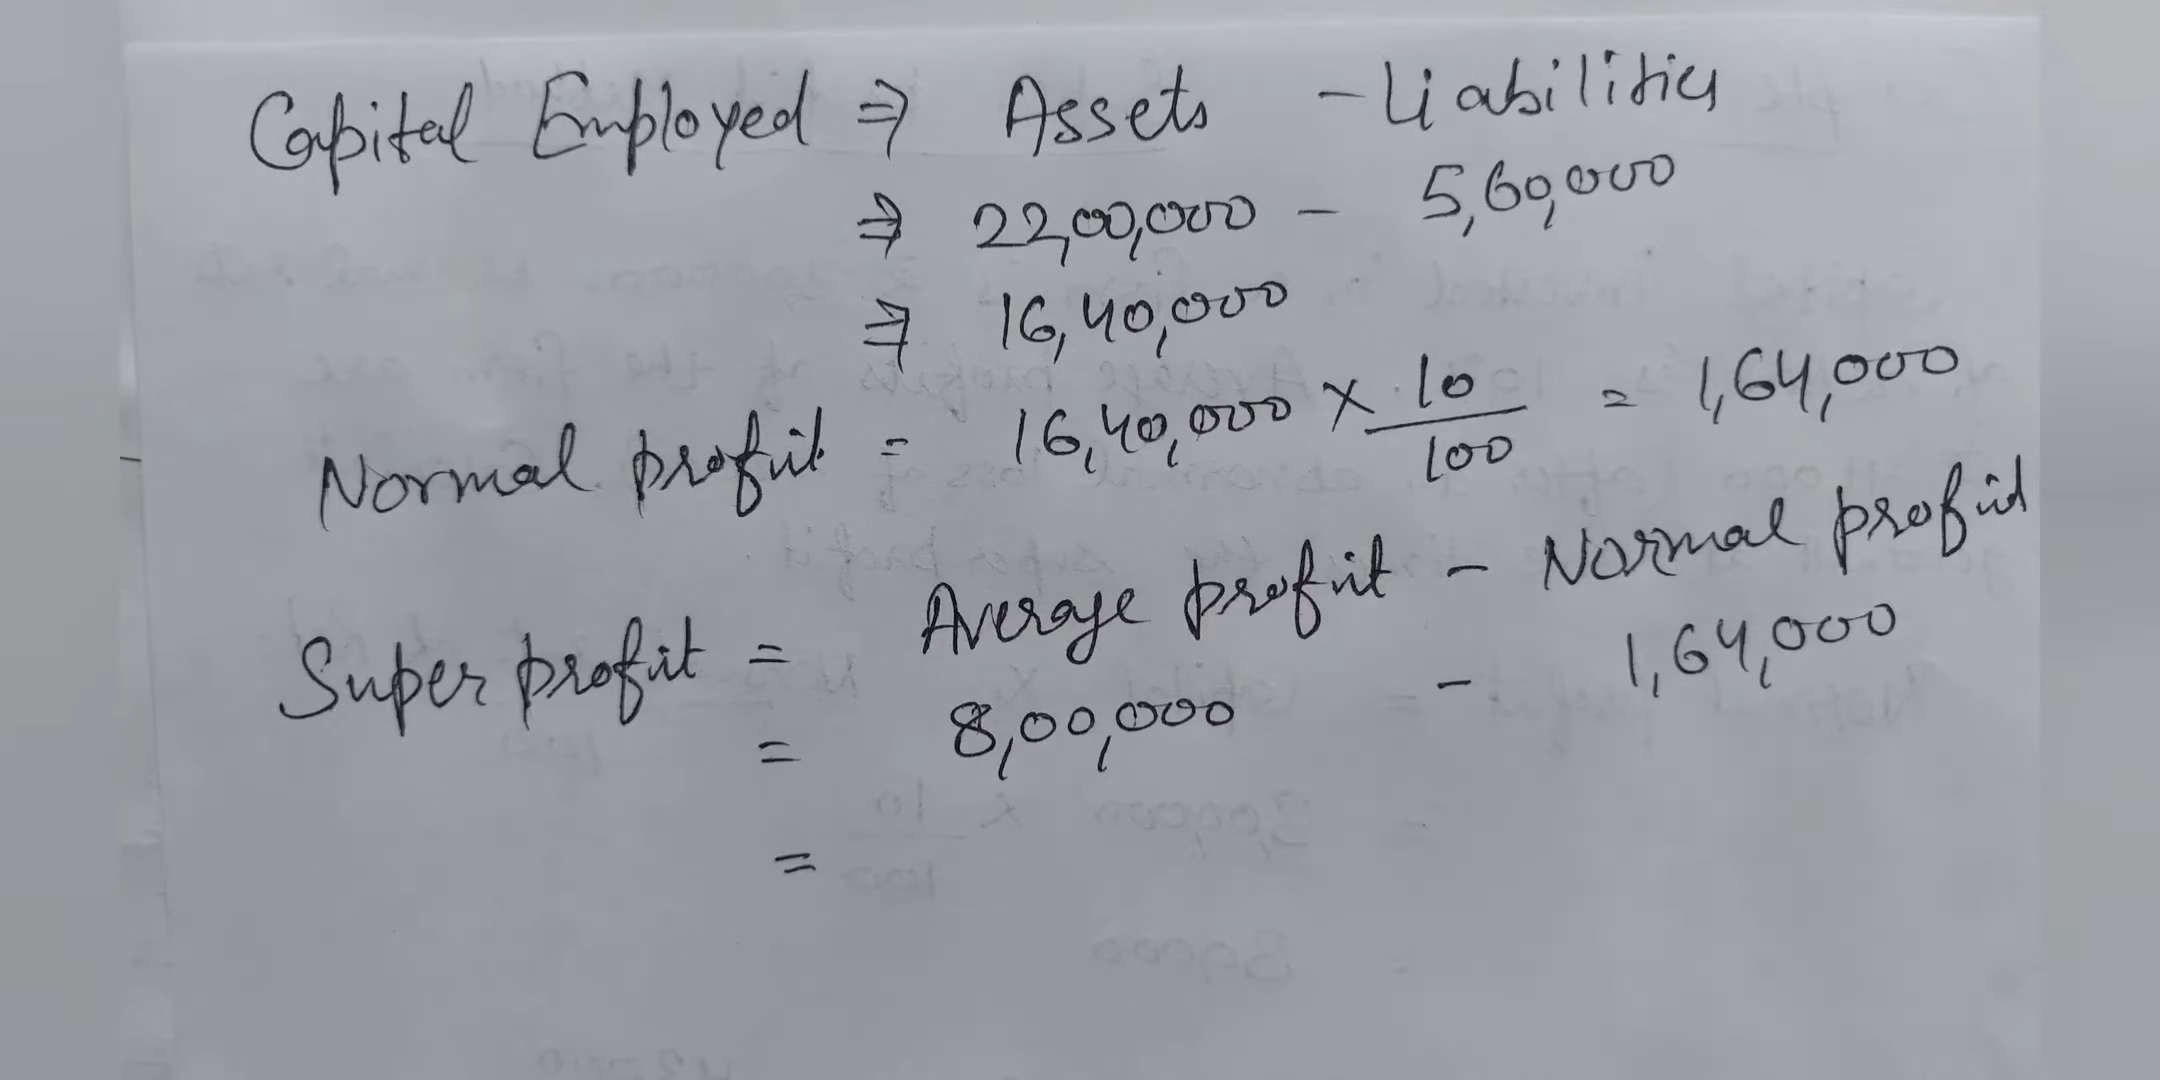 Capital Employed ⇒ Assets - Liabilities
⇒ 22,00,000 - 5,60,000
⇒ 16,40,000
Normal profit = 16,40,000 × 10/100 = 1,64,000
Super profit = Average profit - Normal profit
= 8,00,000 - 1,64,000
=